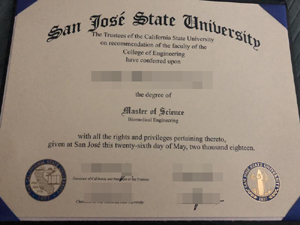 San José State University
The Trustees of the California State University
on recommendation of the faculty of the
College of Engineering
have conferred upon
the degree of
Master of Science
Biomedical Engineering
with all the rights and privileges pertaining thereto,
given at San José this twenty-sixth day of May, two thousand eighteen.